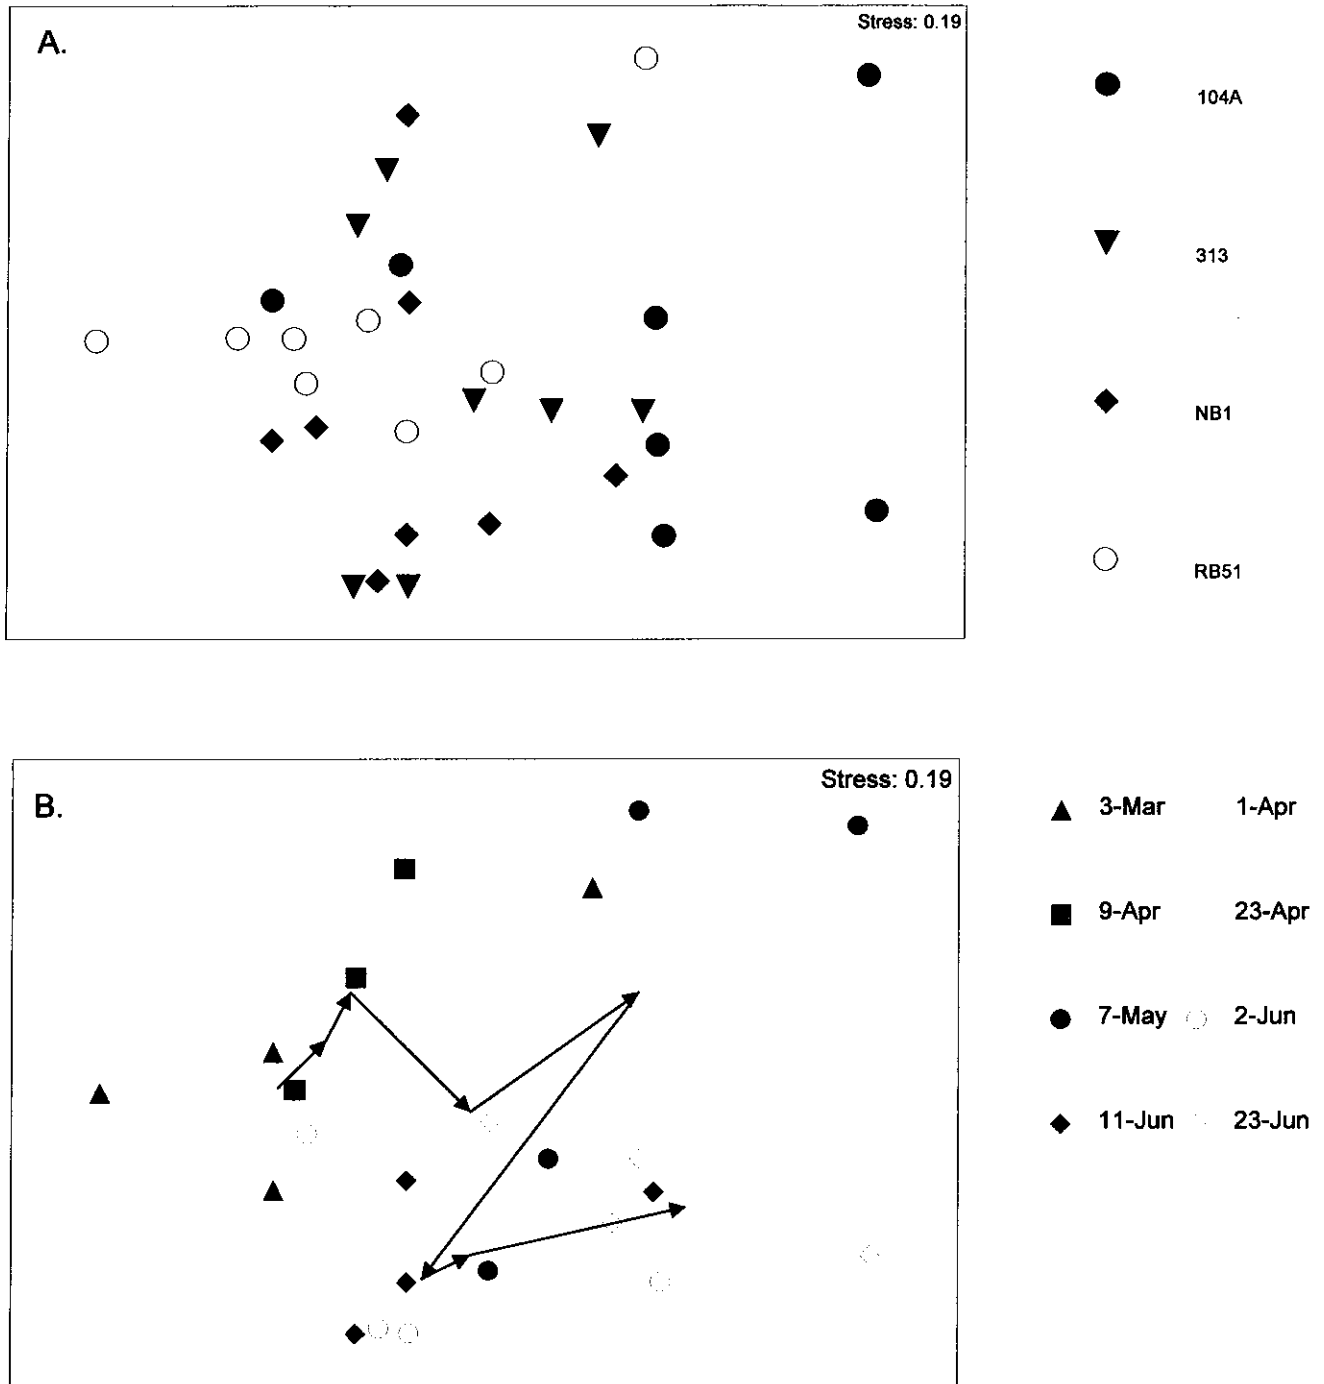 A.
Stress: 0.19
104A
313
NB1
RB51
B.
Stress: 0.19
3-Mar 1-Apr
9-Apr 23-Apr
7-May 2-Jun
11-Jun 23-Jun